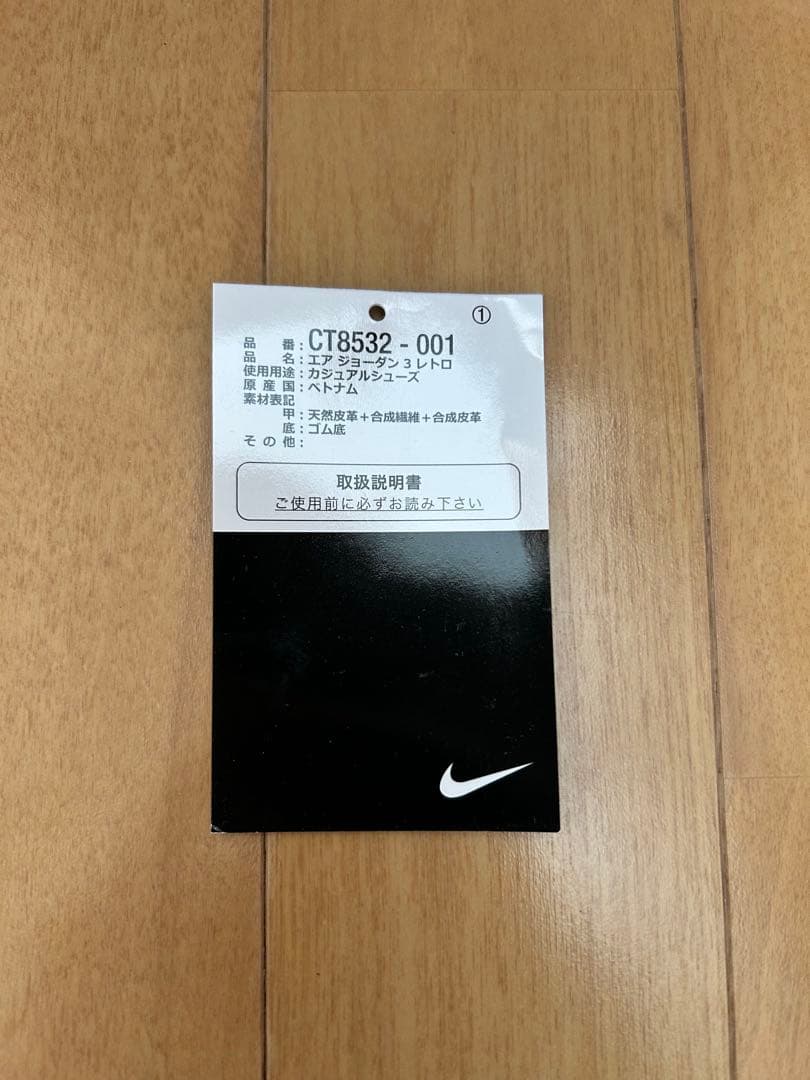 ①
品番：CT8532 - 001
品名：エア ジョーダン 3 レトロ
使用用途：カジュアルシューズ
原産国：ベトナム
素材表記
甲：天然皮革＋合成繊維＋合成皮革
底：ゴム底
その他：
取扱説明書
ご使用前に必ずお読み下さい